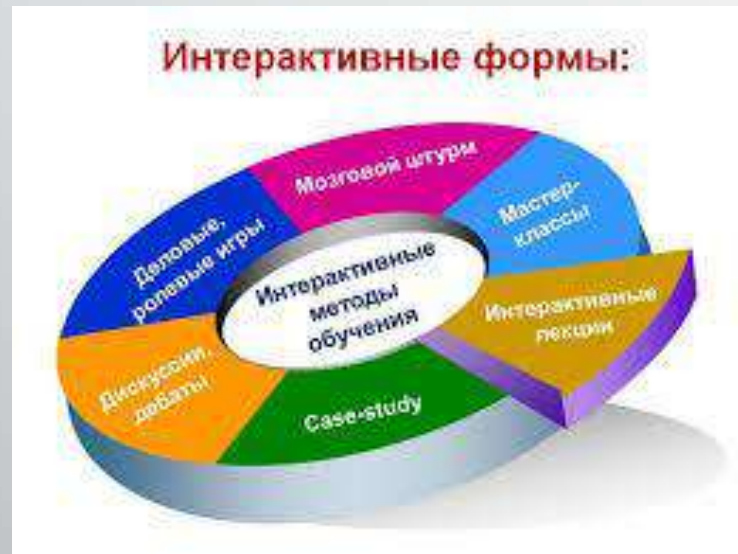 Интерактивные формы:
Мозговой штурм
Мастер-
классы
Интерактивные
лекции
Case-study
Дискуссии,
дебаты
Деловые,
ролевые игры
Интерактивные
методы
обучения